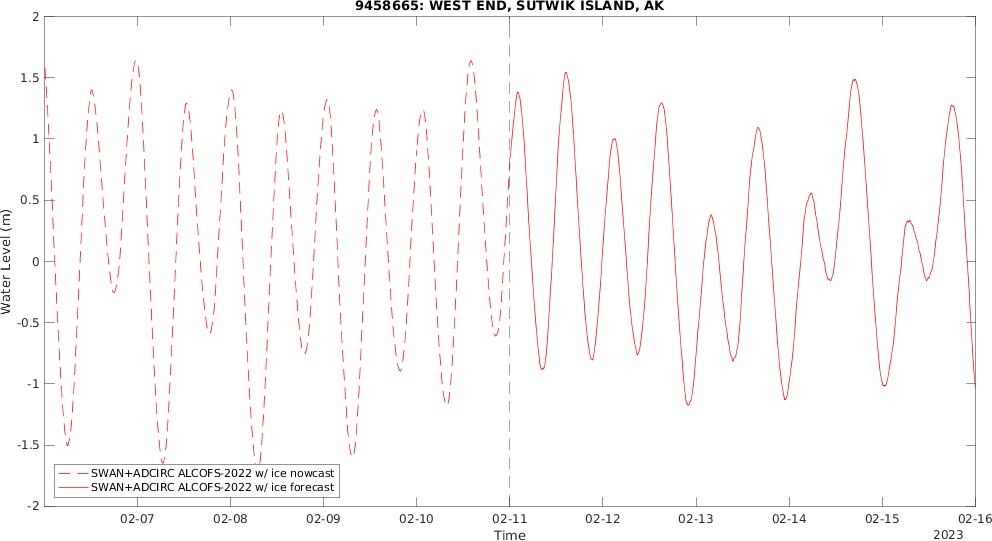 9458665: WEST END, SUTWIK ISLAND, AK
Water Level (m)
2
1.5
1
0.5
0
-0.5
-1
-1.5
-2
SWAN+ADCIRC ALCOFS-2022 w/ ice nowcast
SWAN+ADCIRC ALCOFS-2022 w/ ice forecast
02-07 02-08 02-09 02-10 02-11 02-12 02-13 02-14 02-15 02-16
Time
2023